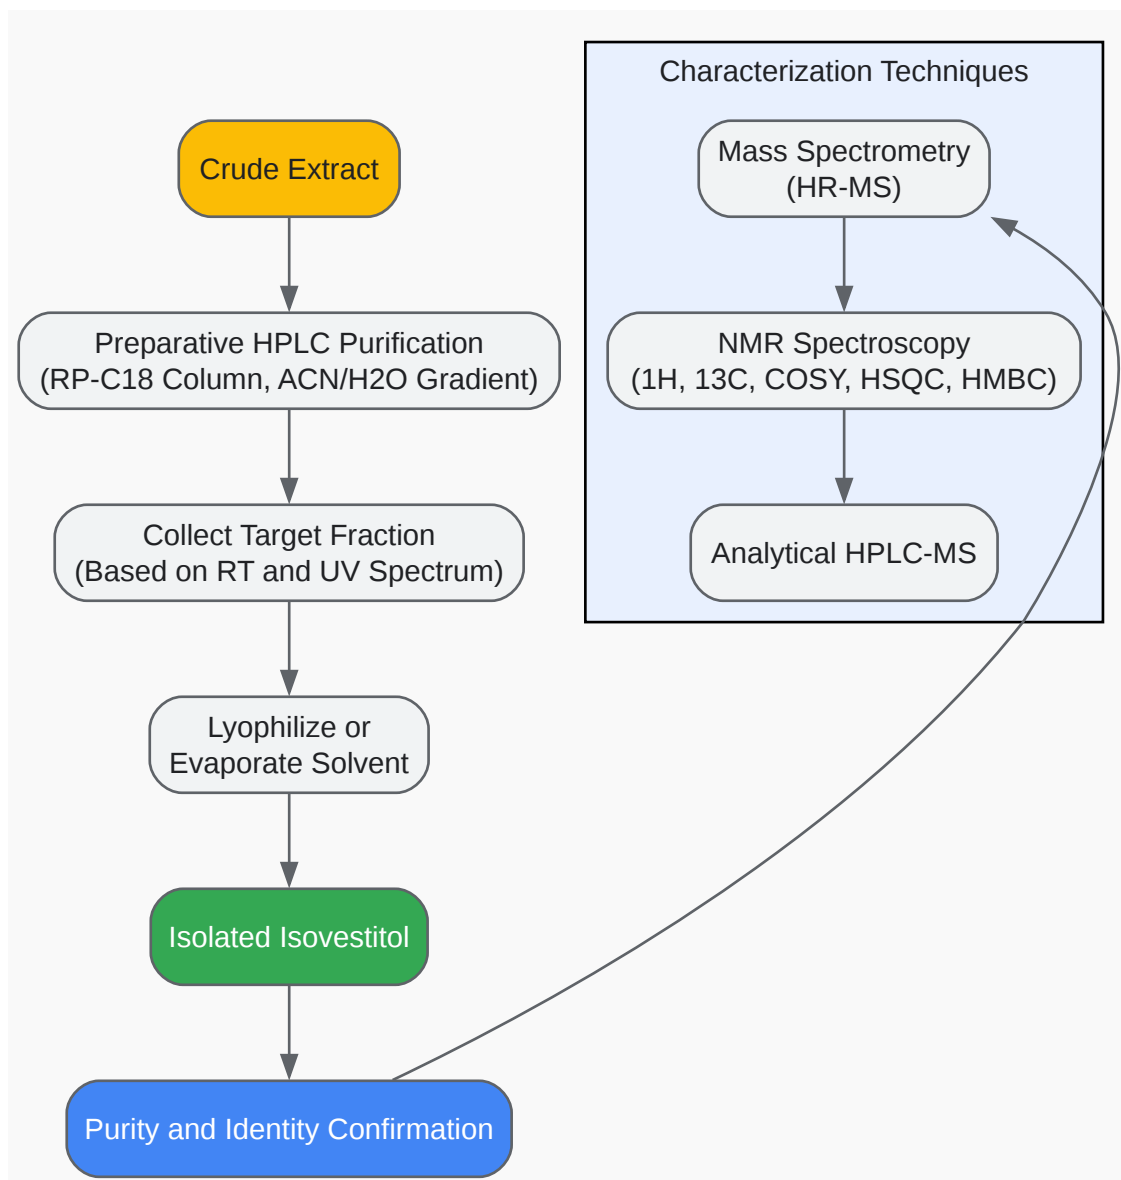 Crude Extract
Preparative HPLC Purification
(RP-C18 Column, ACN/H2O Gradient)
Collect Target Fraction
(Based on RT and UV Spectrum)
Lyophilize or
Evaporate Solvent
Isolated Isovestitol
Purity and Identity Confirmation
Characterization Techniques
Mass Spectrometry
(HR-MS)
NMR Spectroscopy
(1H, 13C, COSY, HSQC, HMBC)
Analytical HPLC-MS